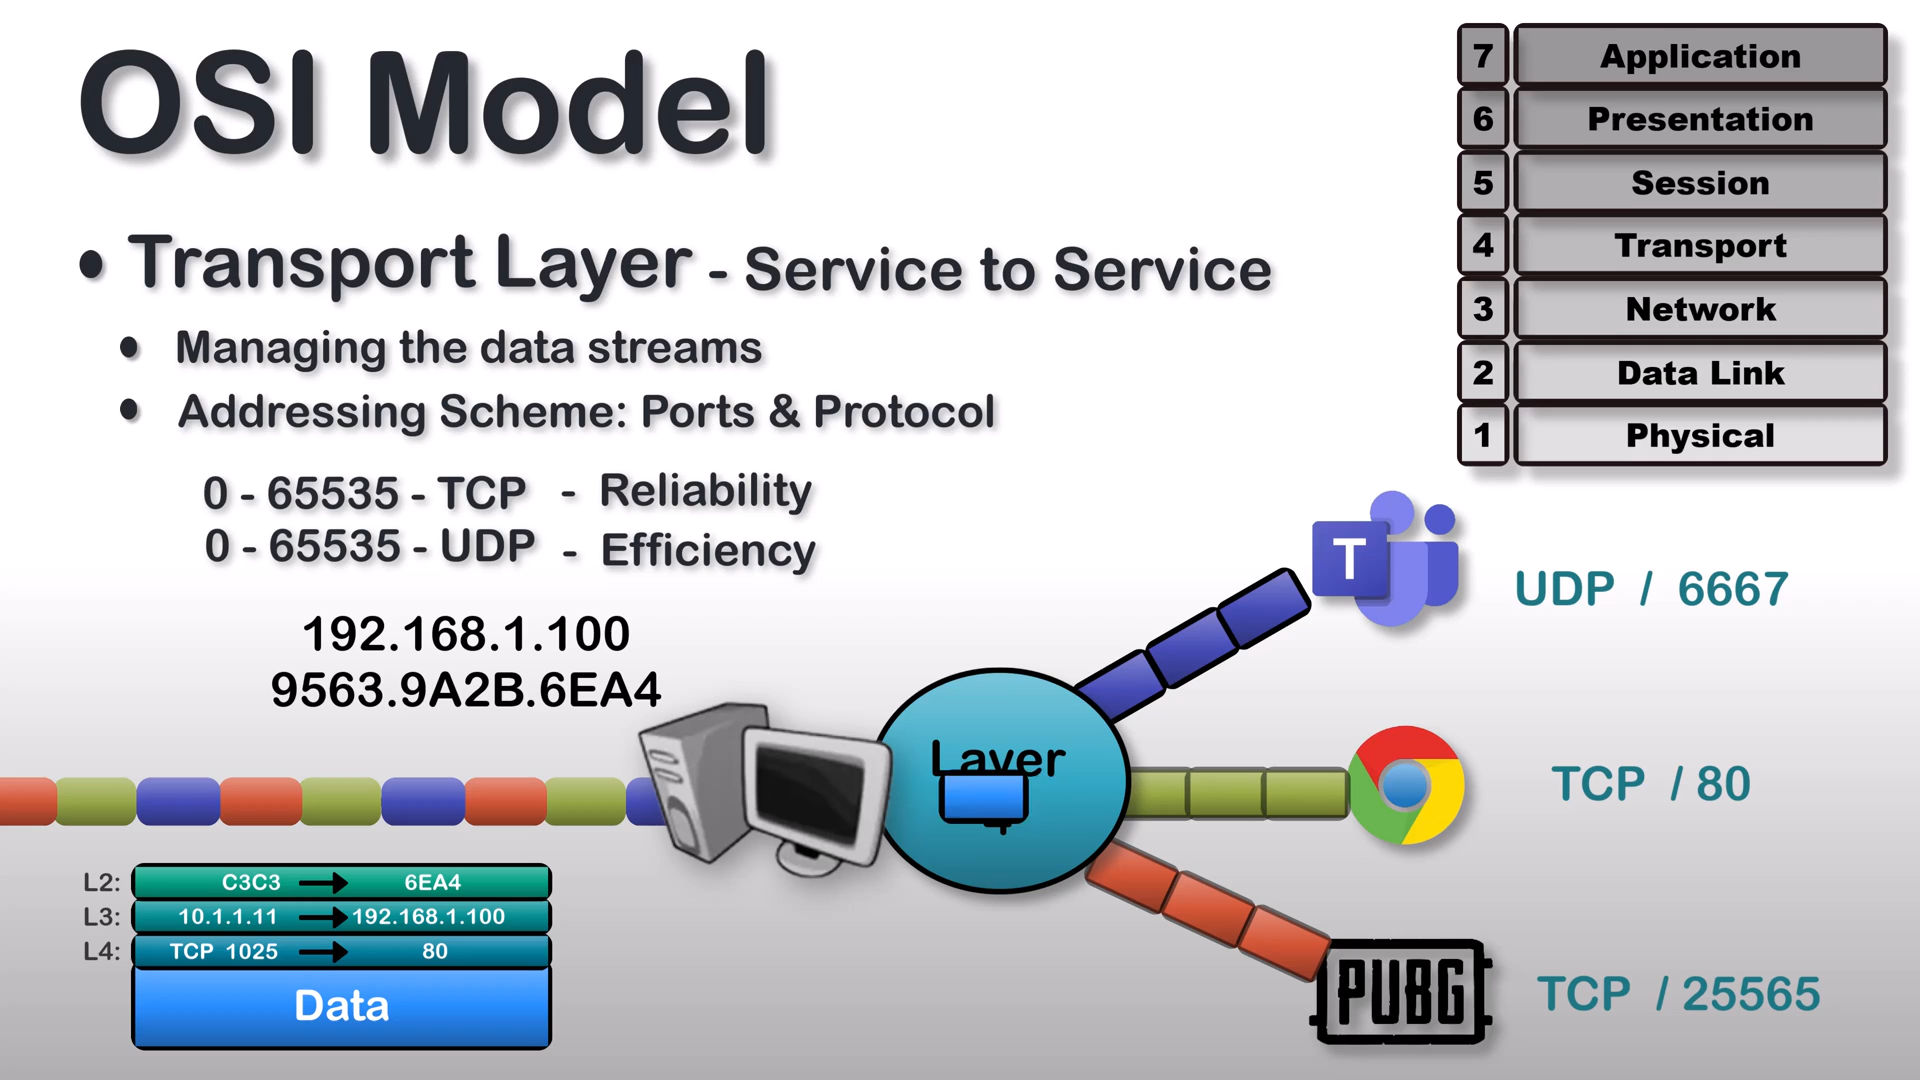 OSI Model
• Transport Layer - Service to Service
• Managing the data streams
• Addressing Scheme: Ports & Protocol
0 - 65535 - TCP - Reliability
0 - 65535 - UDP - Efficiency
192.168.1.100
9563.9A2B.6EA4
7 Application
6 Presentation
5 Session
4 Transport
3 Network
2 Data Link
1 Physical
T
UDP / 6667
Layer
TCP / 80
PUBG
TCP / 25565
L2: C3C3 → 6EA4
L3: 10.1.1.11 → 192.168.1.100
L4: TCP 1025 → 80
Data